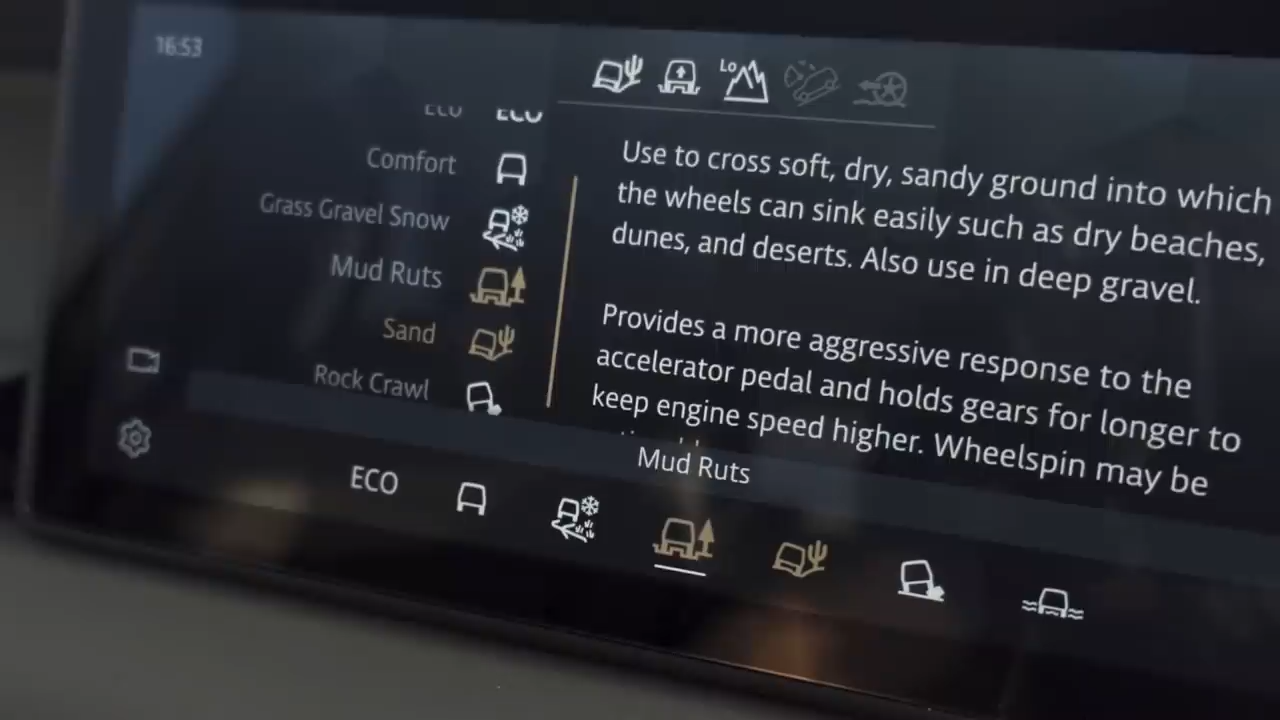 16:53
Lo
ECO ECO
Comfort
Grass Gravel Snow
Mud Ruts
Sand
Rock Crawl
Use to cross soft, dry, sandy ground into which
the wheels can sink easily such as dry beaches,
dunes, and deserts. Also use in deep gravel.
Provides a more aggressive response to the
accelerator pedal and holds gears for longer to
keep engine speed higher. Wheelspin may be
Mud Ruts
ECO